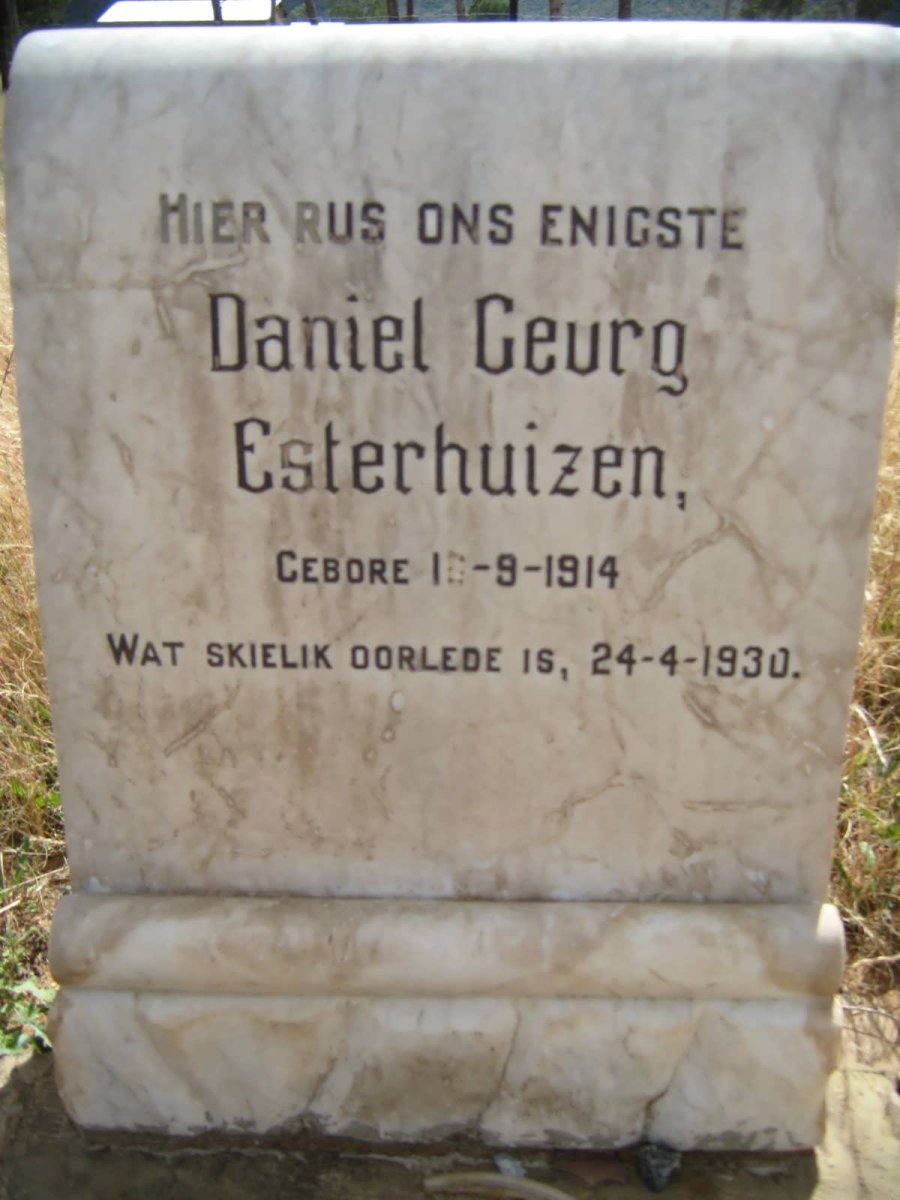 HIER RUS ONS ENIGSTE
Daniel Geurg
Esterhuizen,
GEBORE
WAT SKIELIK OORLEDE IS, 24-4-1930.